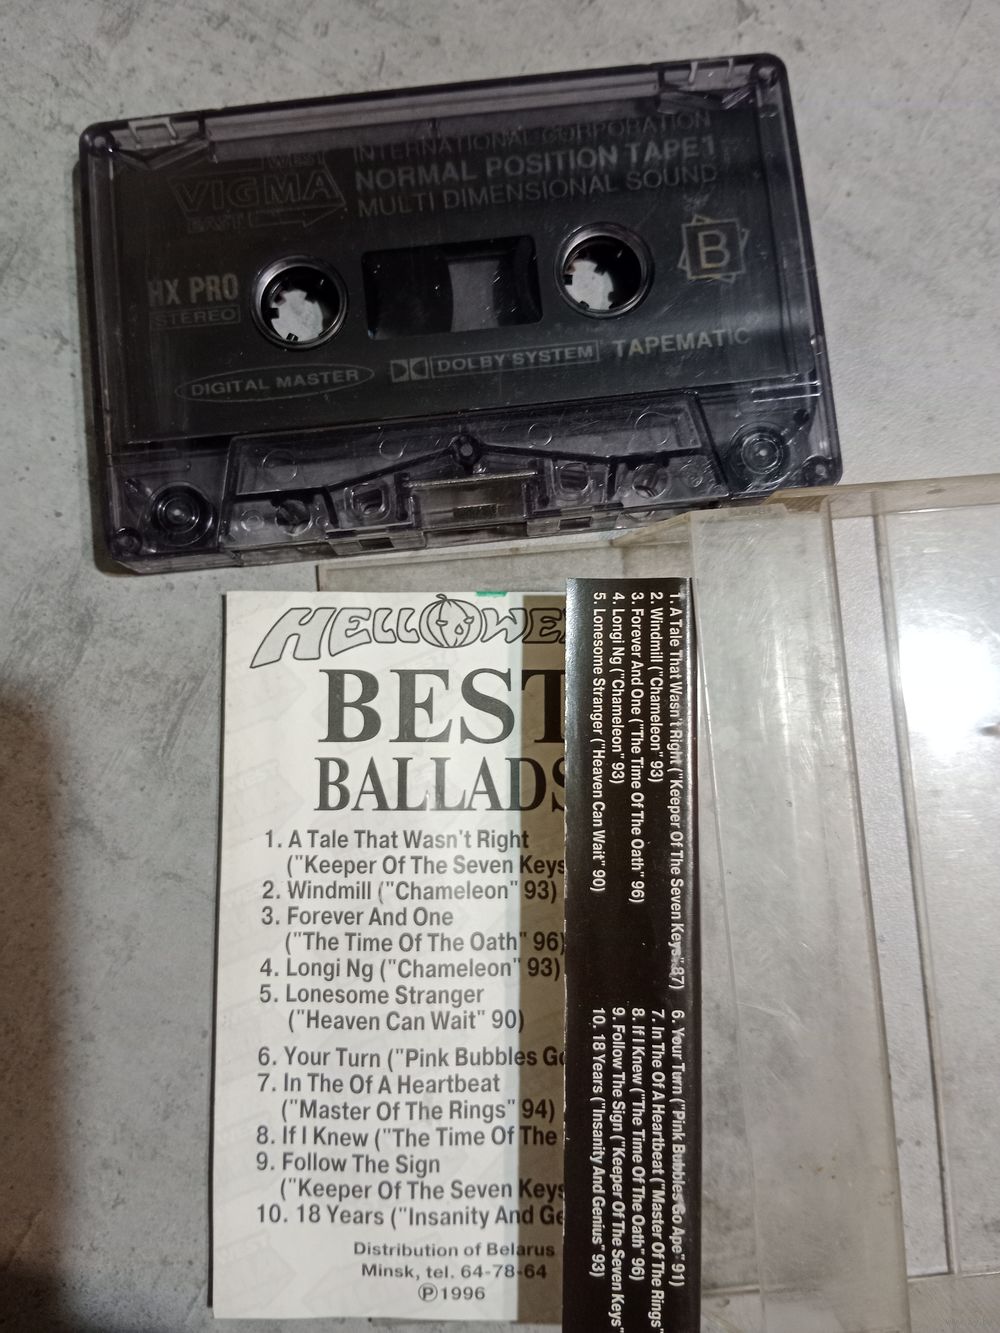 WEST
VIGMA
EAST
INTERNATIONAL CORPORATION
NORMAL POSITION TAPE 1
MULTI DIMENSIONAL SOUND
B
HX PRO
STEREO
DIGITAL MASTER
DOLBY SYSTEM
TAPEMATIC
HELLOWE
BEST
BALLADS
1. A Tale That Wasn't Right
("Keeper Of The Seven Keys
2. Windmill ("Chameleon" 93)
3. Forever And One
("The Time Of The Oath" 96)
4. Longi Ng ("Chameleon" 93)
5. Lonesome Stranger
("Heaven Can Wait" 90)
6. Your Turn ("Pink Bubbles Go
7. In The Of A Heartbeat
("Master Of The Rings" 94)
8. If I Knew ("The Time Of The
9. Follow The Sign
("Keeper Of The Seven Keys
10. 18 Years ("Insanity And Ge
Distribution of Belarus
Minsk, tel. 64-78-64
Ⓟ1996
1. A Tale That Wasn't Right ("Keeper Of The Seven Keys" 87)
2. Windmill ("Chameleon" 93)
3. Forever And One ("The Time Of The Oath" 96)
4. Longi Ng ("Chameleon" 93)
5. Lonesome Stranger ("Heaven Can Wait" 90)
6. Your Turn ("Pink Bubbles Go Ape" 91)
7. In The Of A Heartbeat ("Master Of The Rings"
8. If I Knew ("The Time Of The Oath" 96)
9. Follow The Sign ("Keeper Of The Seven Keys"
10. 18 Years ("Insanity And Genius" 93)